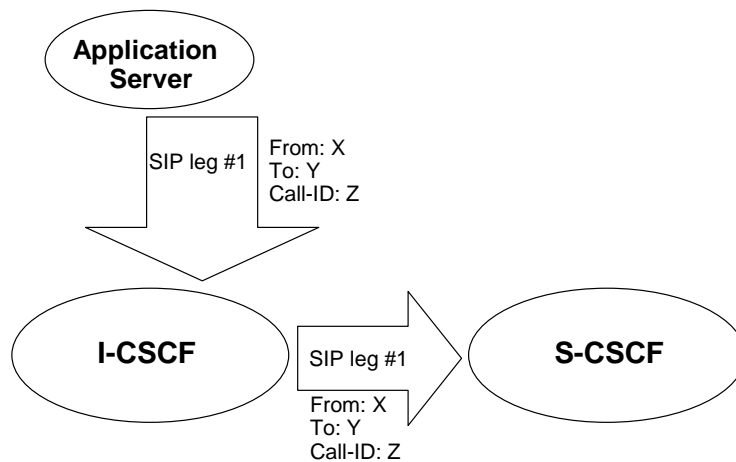 Application
Server
SIP leg #1
From: X
To: Y
Call-ID: Z
I-CSCF
SIP leg #1
S-CSCF
From: X
To: Y
Call-ID: Z